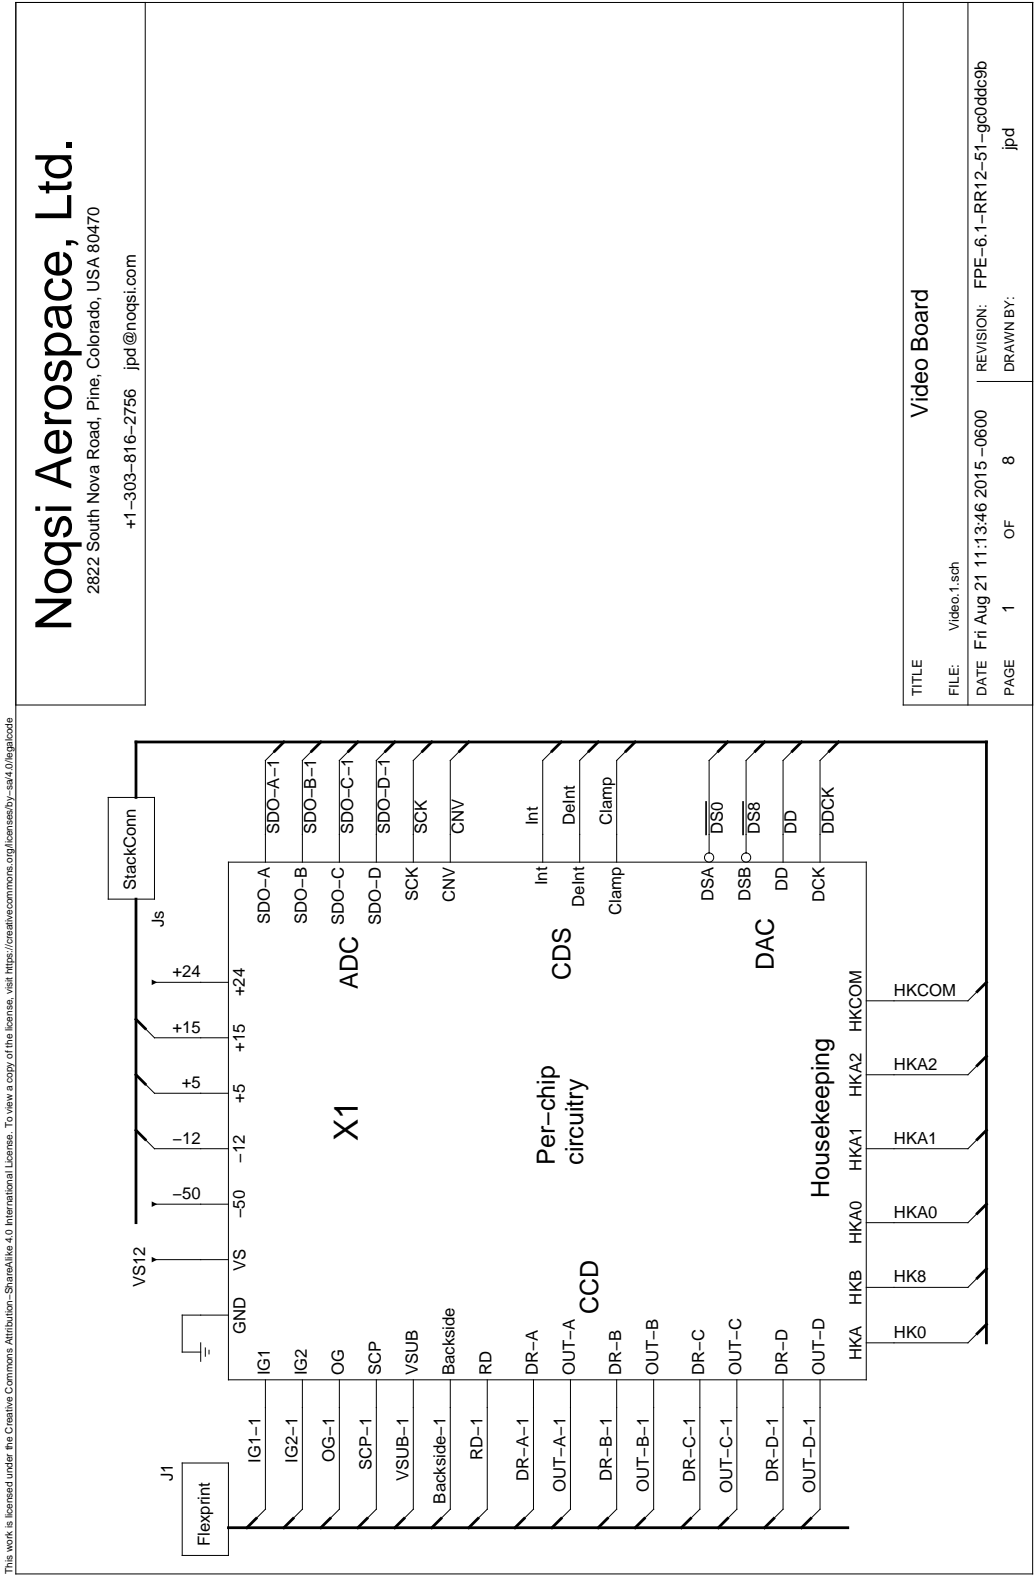 This work is licensed under the Creative Commons Attribution−ShareAlike 4.0 International License. To view a copy of the license, visit https://creativecommons.org/licenses/by−sa/4.0/legalcode
Noqsi Aerospace, Ltd.
2822 South Nova Road, Pine, Colorado, USA 80470
+1−303−816−2756 jpd@noqsi.com
J1
Flexprint
Js
StackConn
VS12
−50
−12
+5
+15
+24
GND
VS
−50
−12
+5
+15
+24
IG1−1
IG2−1
OG−1
SCP−1
VSUB−1
Backside−1
RD−1
DR−A−1
OUT−A−1
DR−B−1
OUT−B−1
DR−C−1
OUT−C−1
DR−D−1
OUT−D−1
IG1
IG2
OG
SCP
VSUB
Backside
RD
DR−A
OUT−A
DR−B
OUT−B
DR−C
OUT−C
DR−D
OUT−D
X1
Per−chip
circuitry
CCD
ADC
CDS
DAC
Housekeeping
SDO−A
SDO−B
SDO−C
SDO−D
SCK
CNV
Int
DeInt
Clamp
DSA
DSB
DD
DCK
SDO−A−1
SDO−B−1
SDO−C−1
SDO−D−1
SCK
CNV
Int
DeInt
Clamp
DS0
DS8
DD
DDCK
HKA
HKB
HKA0
HKA1
HKA2
HKCOM
HK0
HK8
HKA0
HKA1
HKA2
HKCOM
TITLE
Video Board
FILE: Video.1.sch
DATE Fri Aug 21 11:13:46 2015 −0600
REVISION: FPE−6.1−RR12−51−gc0ddc9b
PAGE 1 OF 8
DRAWN BY: jpd